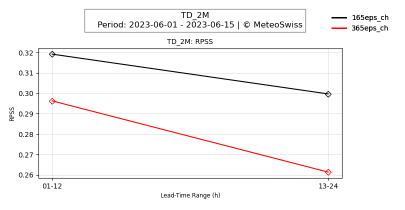 TD_2M
Period: 2023-06-01 - 2023-06-15 | © MeteoSwiss
165eps_ch
365eps_ch
TD_2M: RPSS
0.32
0.31
0.30
0.29
0.28
0.27
0.26
RPSS
01-12
13-24
Lead-Time Range (h)